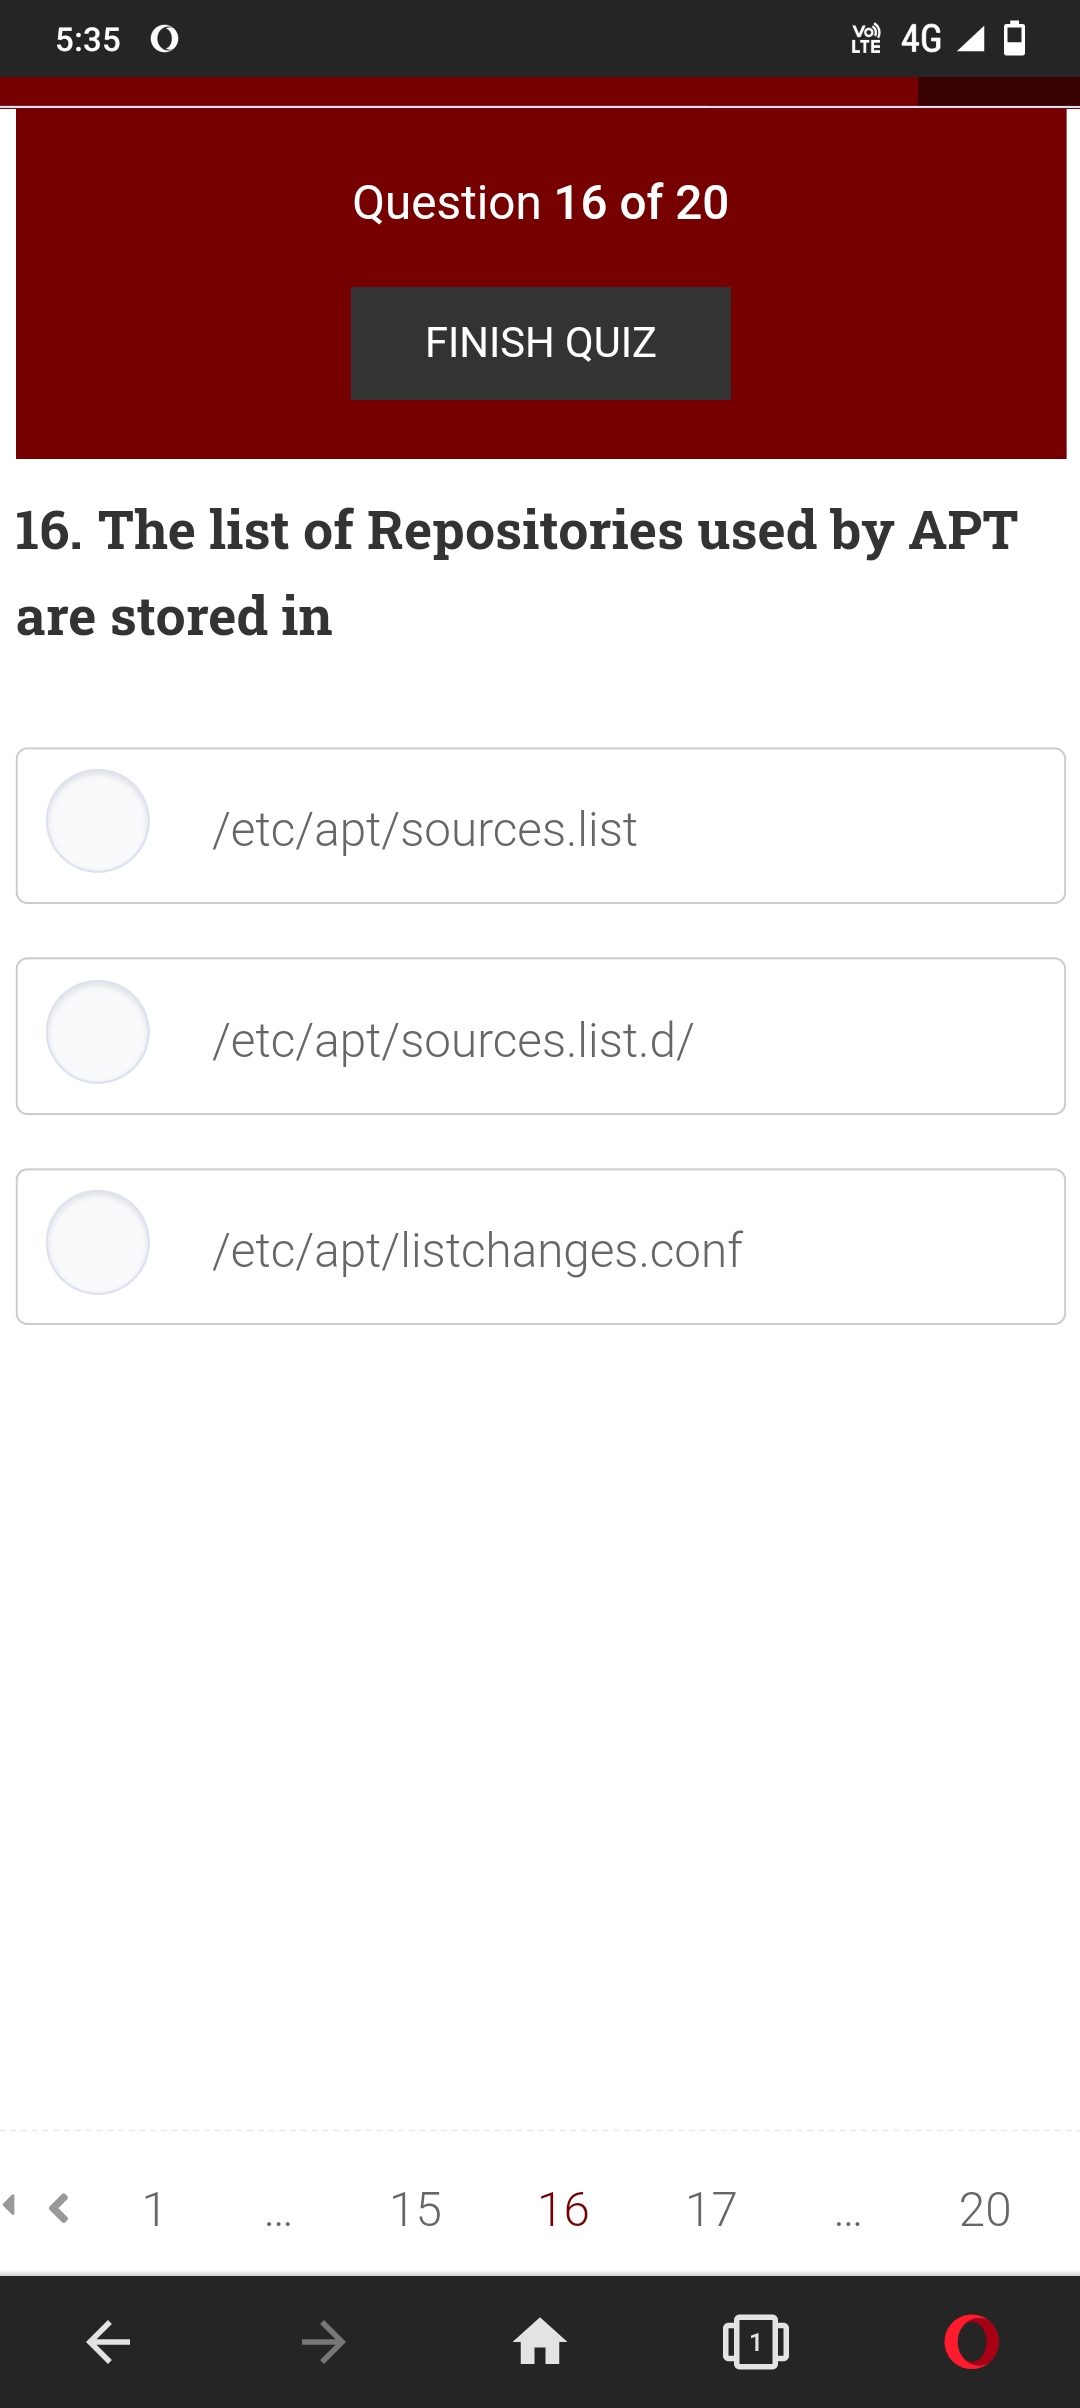 5:35
Vo)) LTE 4G
Question 16 of 20
FINISH QUIZ
16. The list of Repositories used by APT
are stored in
/etc/apt/sources.list
/etc/apt/sources.list.d/
/etc/apt/listchanges.conf
1 ... 15 16 17 ... 20
1